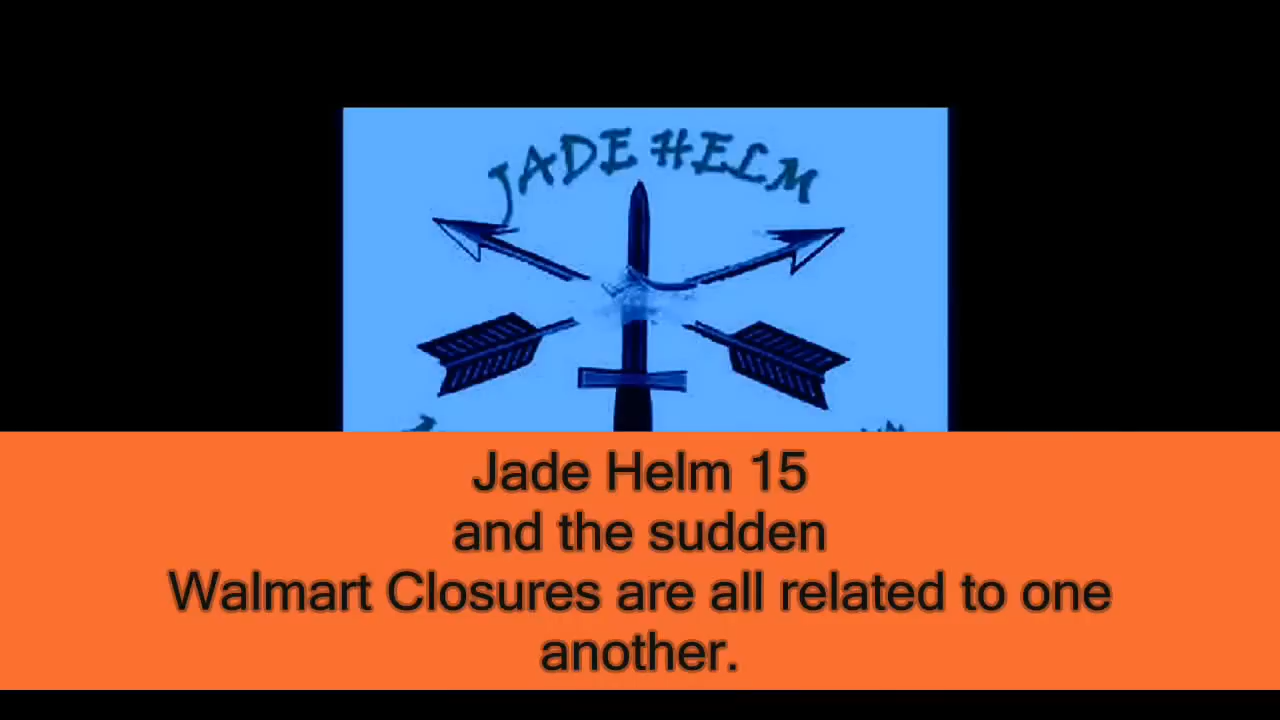 JADE HELM
Jade Helm 15
and the sudden
Walmart Closures are all related to one
another.